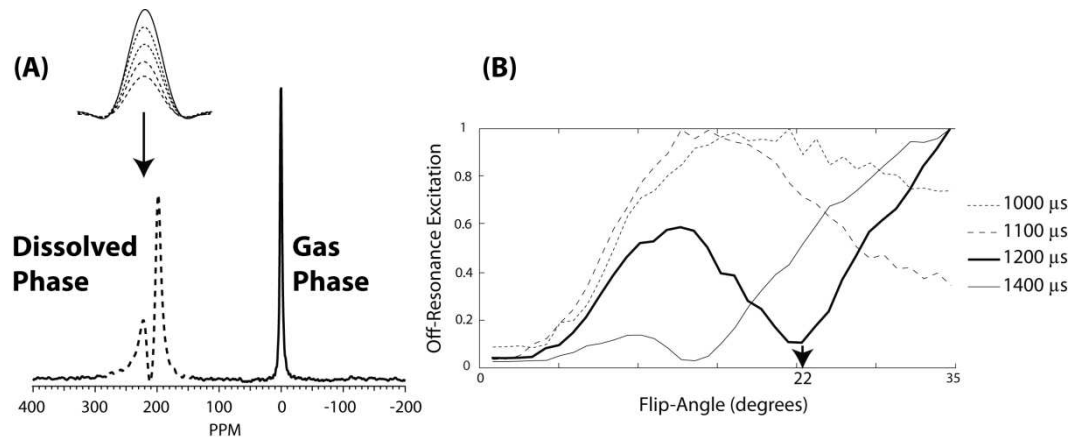 (A)
Dissolved
Phase
Gas
Phase
400 300 200 100 0 -100 -200
PPM
(B)
Off-Resonance Excitation
1
0.8
0.6
0.4
0.2
0
0 22 35
Flip-Angle (degrees)
1000 μs
1100 μs
1200 μs
1400 μs